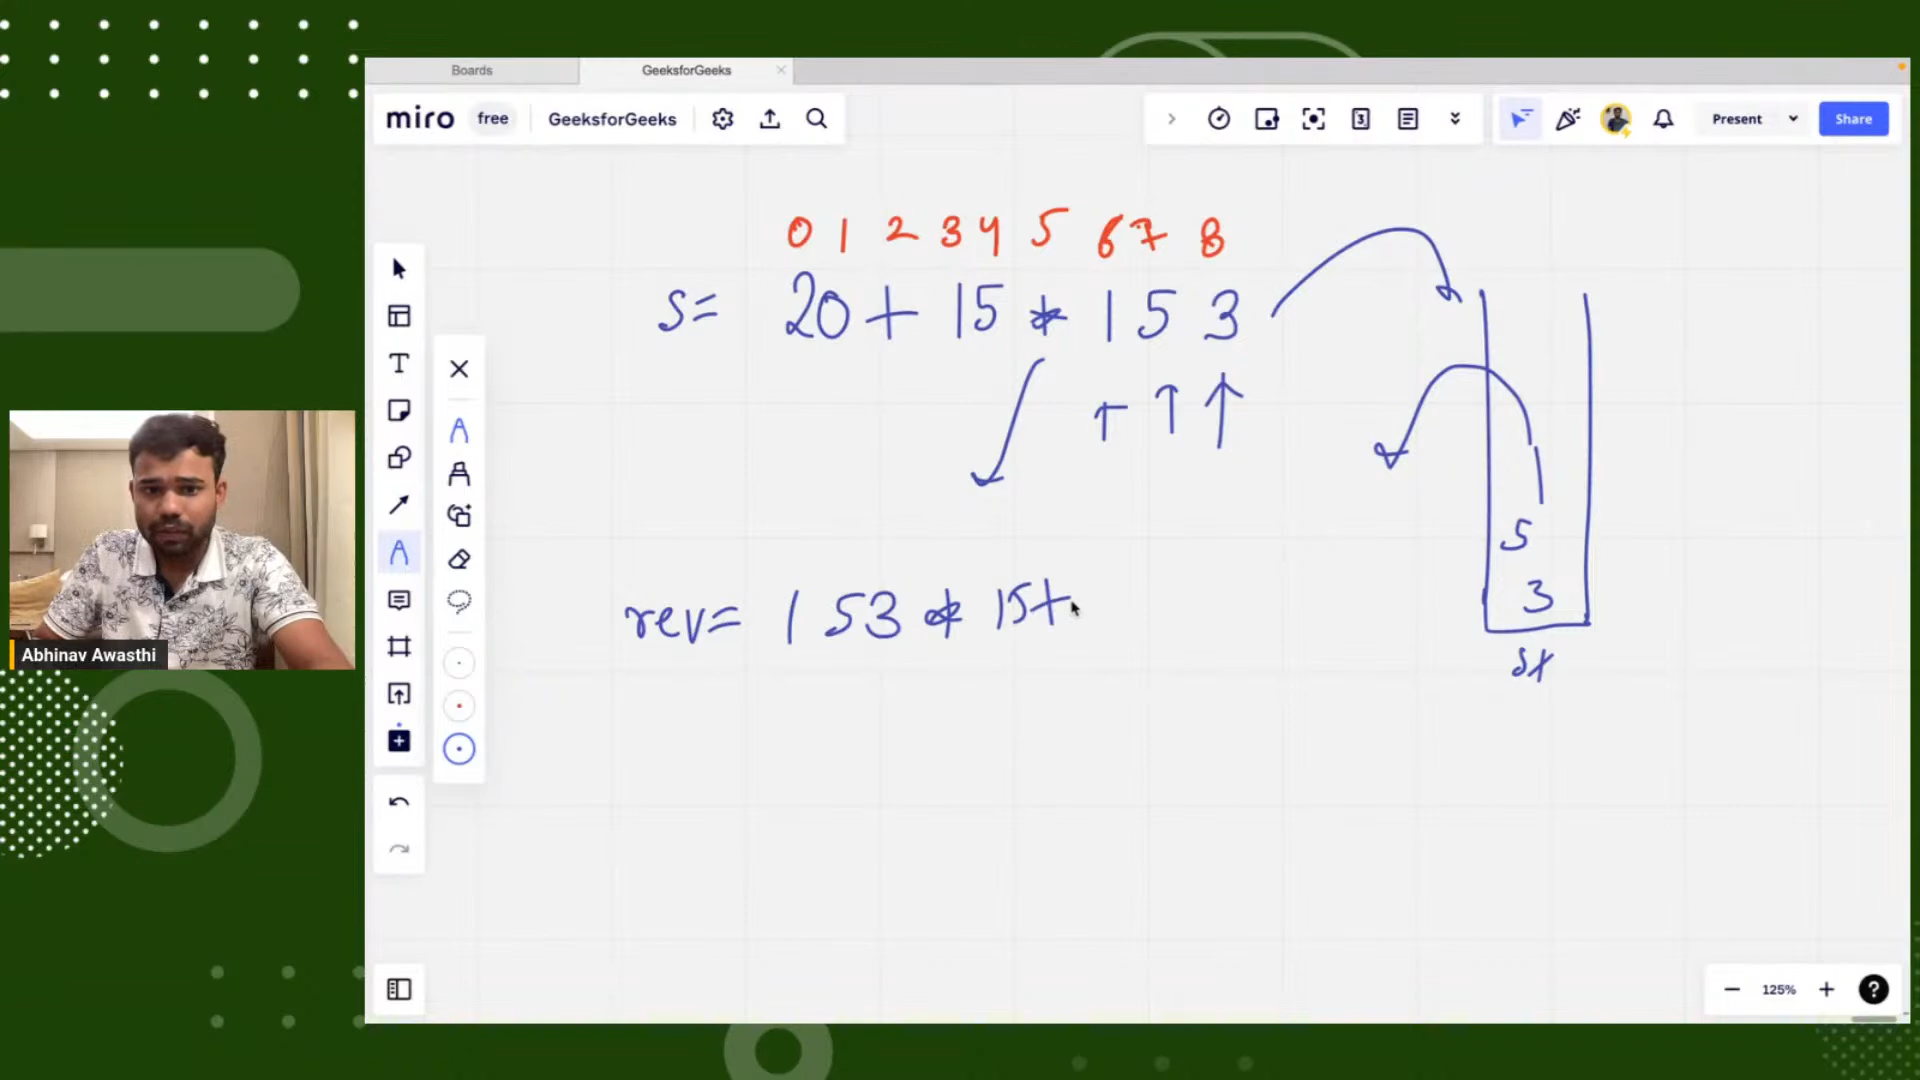 Boards
GeeksforGeeks
miro free GeeksforGeeks
3
Present
Share
0 1 2 3 4 5 6 7 8
S= 20 + 15 * 1 5 3
5
3
rev= 1 53 * 15+
st
Abhinav Awasthi
125%
?